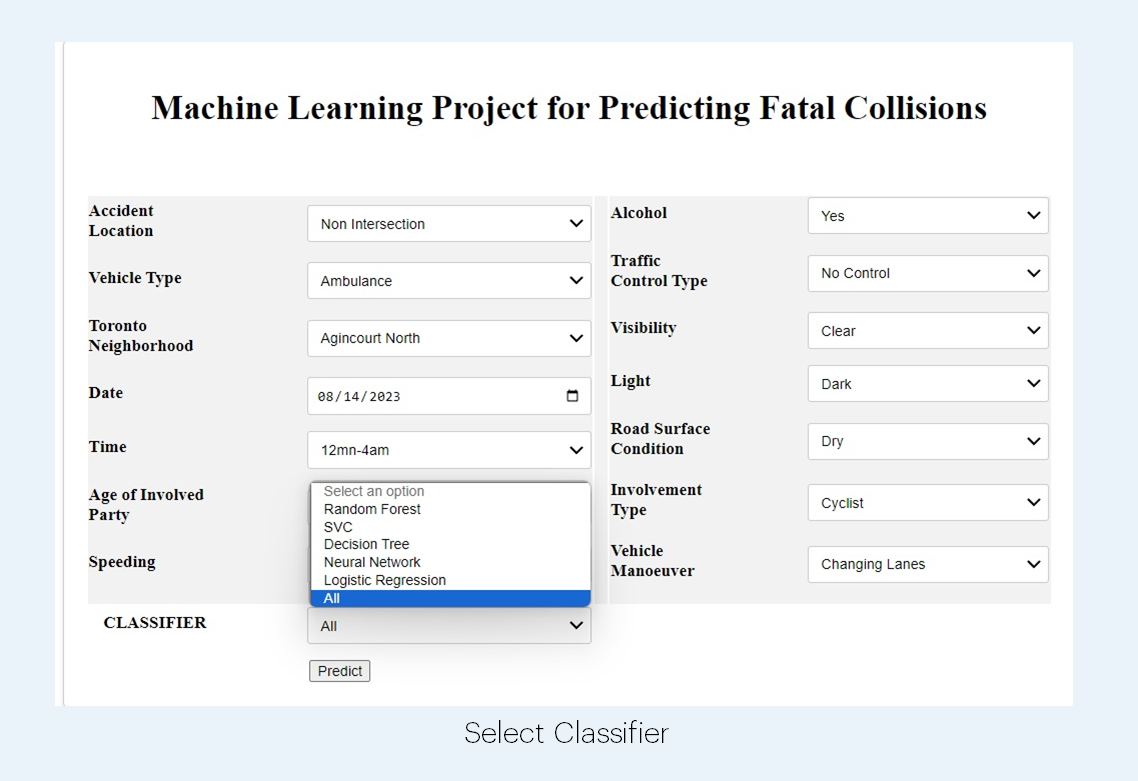 Machine Learning Project for Predicting Fatal Collisions
Accident
Location
Non Intersection
Vehicle Type
Ambulance
Toronto
Neighborhood
Agincourt North
Date
08/14/2023
Time
12mn-4am
Age of Involved
Party
Speeding
Select an option
Random Forest
SVC
Decision Tree
Neural Network
Logistic Regression
All
CLASSIFIER
All
Predict
Alcohol
Yes
Traffic
Control Type
No Control
Visibility
Clear
Light
Dark
Road Surface
Condition
Dry
Involvement
Type
Cyclist
Vehicle
Manoeuver
Changing Lanes
Select Classifier